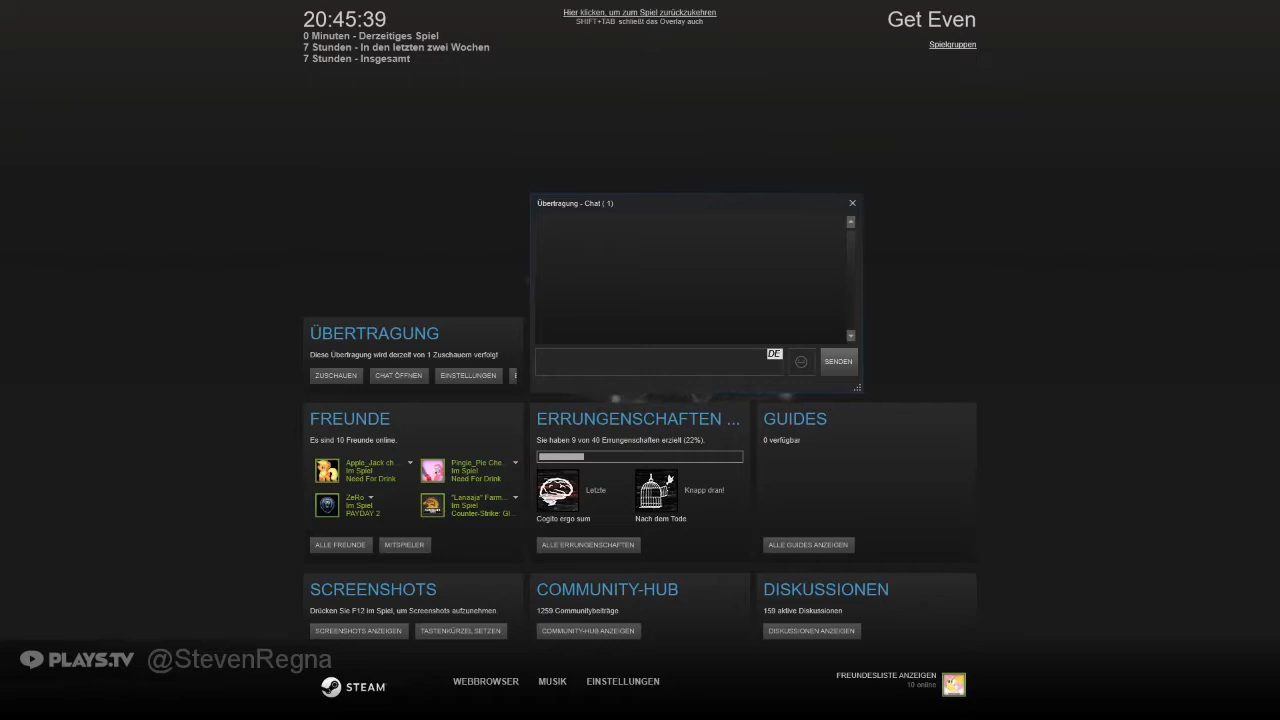 20:45:39
0 Minuten - Derzeitiges Spiel
7 Stunden - In den letzten zwei Wochen
7 Stunden - Insgesamt
Hier klicken, um zum Spiel zurückzukehren
SHIFT+TAB schließt das Overlay auch
Get Even
Spielgruppen
Übertragung - Chat ( 1)
DE
SENDEN
ÜBERTRAGUNG
Diese Übertragung wird derzeit von 1 Zuschauern verfolgt
ZUSCHAUEN
CHAT ÖFFNEN
EINSTELLUNGEN
FREUNDE
Es sind 10 Freunde online.
Apple_Jack ch...
Im Spiel
Need For Drink
Pingie_Pie Che...
Im Spiel
Need For Drink
ZeRo
Im Spiel
PAYDAY 2
"Lanaaja" Farm...
Im Spiel
Counter-Strike: Gl...
ALLE FREUNDE
MITSPIELER
ERRUNGENSCHAFTEN ...
Sie haben 9 von 40 Errungenschaften erzielt (22%).
Letzte
Knapp dran!
Cogito ergo sum
Nach dem Tode
ALLE ERRUNGENSCHAFTEN
GUIDES
0 verfügbar
ALLE GUIDES ANZEIGEN
SCREENSHOTS
Drücken Sie F12 im Spiel, um Screenshots aufzunehmen.
SCREENSHOTS ANZEIGEN
TASTENKÜRZEL SETZEN
COMMUNITY-HUB
1259 Communitybeiträge
COMMUNITY-HUB ANZEIGEN
DISKUSSIONEN
159 aktive Diskussionen
DISKUSSIONEN ANZEIGEN
PLAYS.TV @StevenRegna
STEAM
WEBBROWSER
MUSIK
EINSTELLUNGEN
FREUNDESLISTE ANZEIGEN
10 online